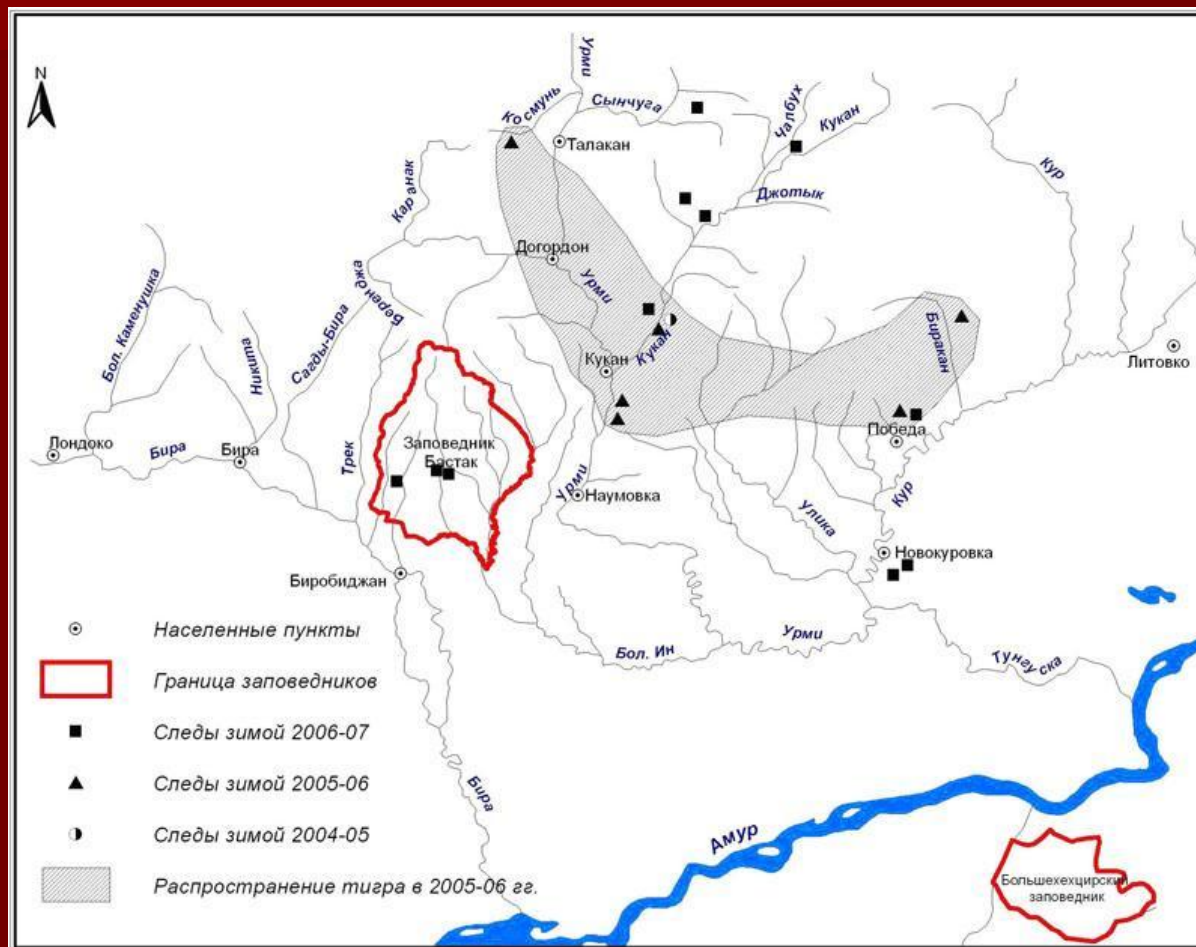 N
Урми
Космунь
Сынчуга
Чалбух
Кукан
Талакан
Кур
Каранак
Джотык
Догордон
Урми
Бол. Каменушка
Беренджа
Сагды-Бира
Никита
Биракан
Кукан
Кукан
Литовко
Лондоко
Бира
Бира
Трек
Заповедник
Бастак
Победа
Урми
Наумовка
Кур
Улика
Новокуровка
Биробиджан
Населенные пункты
Бол. Ин
Урми
Тунгуска
Граница заповедников
Следы зимой 2006-07
Следы зимой 2005-06
Бира
Следы зимой 2004-05
Амур
Распространение тигра в 2005-06 гг.
Большехехцирский
заповедник